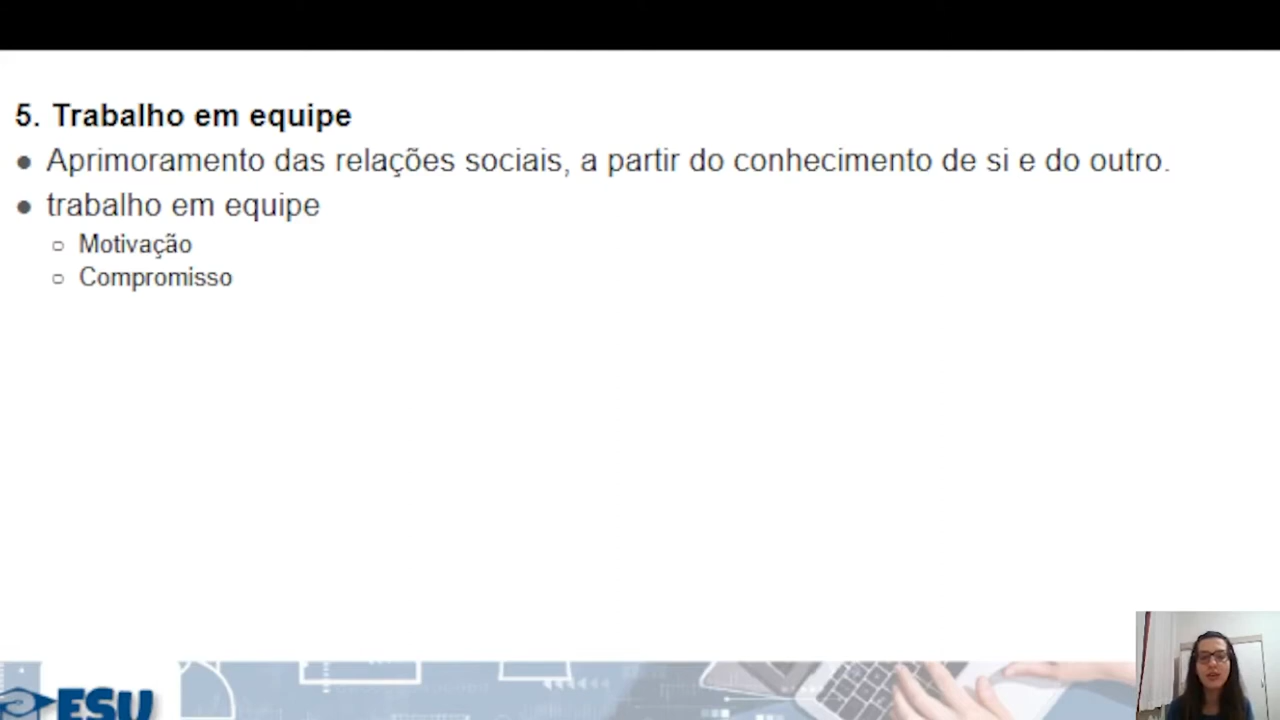 5. Trabalho em equipe
● Aprimoramento das relações sociais, a partir do conhecimento de si e do outro.
● trabalho em equipe
○ Motivação
○ Compromisso
ESU